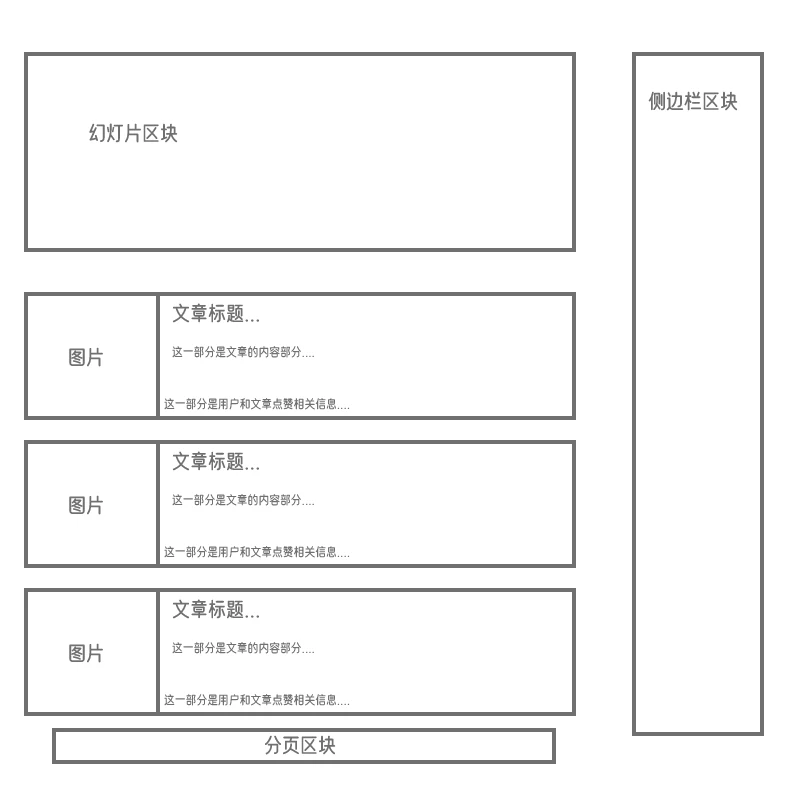 幻灯片区块
侧边栏区块
图片
文章标题...
这一部分是文章的内容部分....
这一部分是用户和文章点赞相关信息....
图片
文章标题...
这一部分是文章的内容部分....
这一部分是用户和文章点赞相关信息....
图片
文章标题...
这一部分是文章的内容部分....
这一部分是用户和文章点赞相关信息....
分页区块